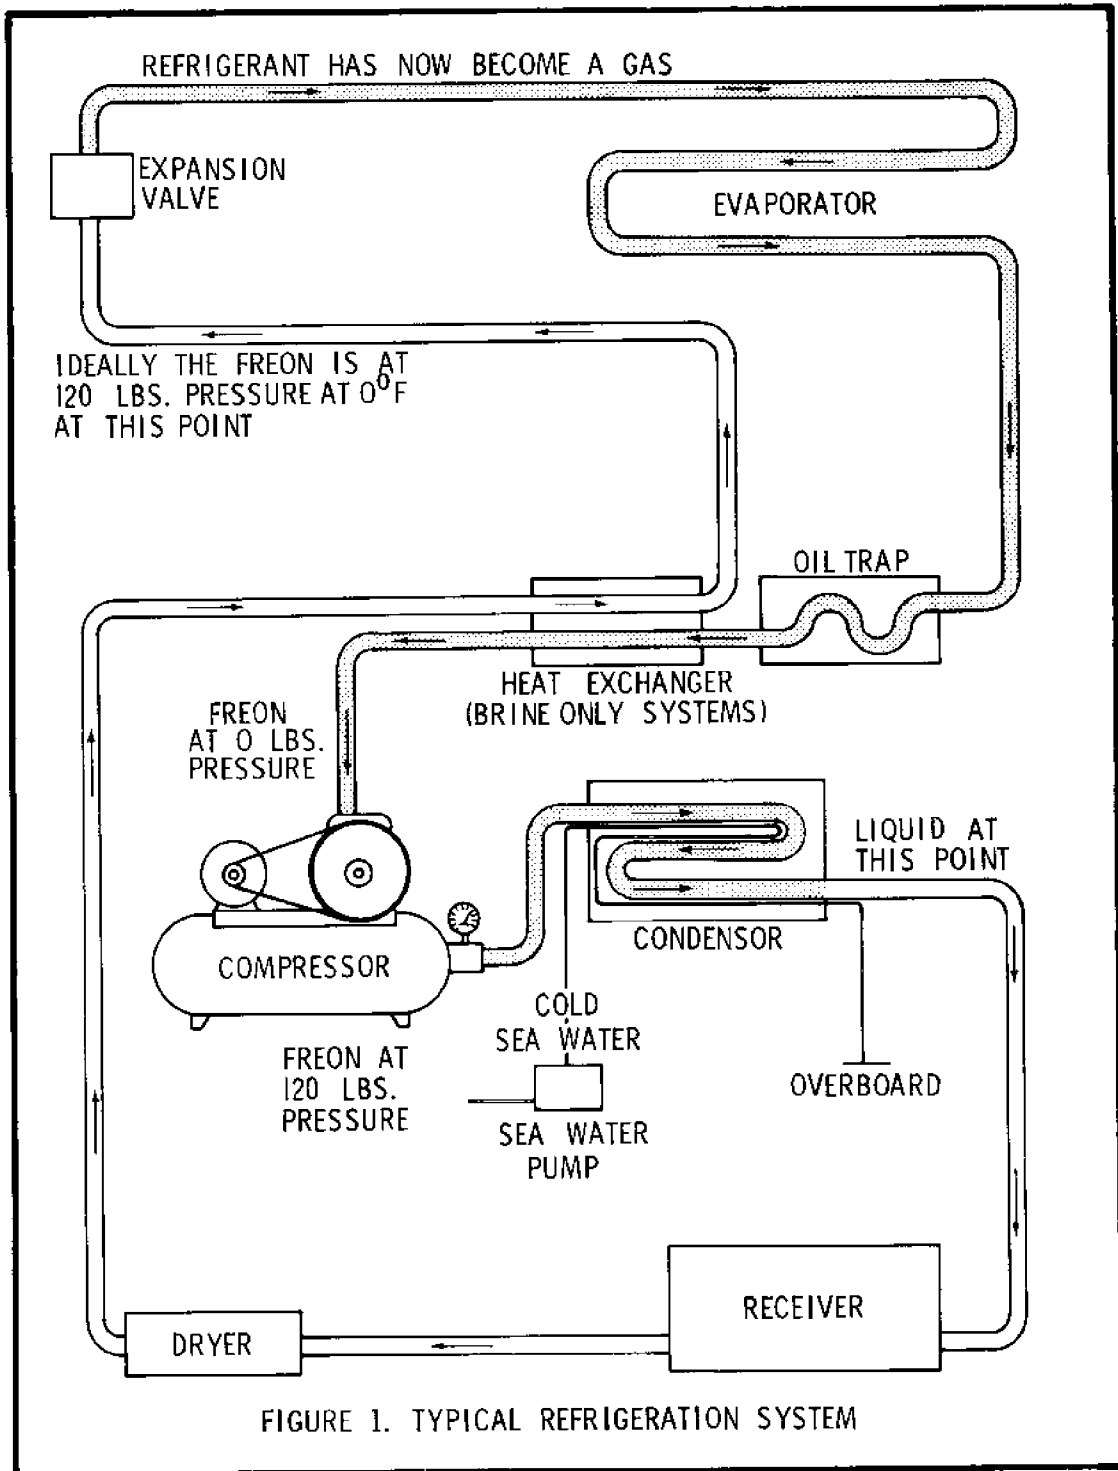 REFRIGERANT HAS NOW BECOME A GAS
EXPANSION
VALVE
EVAPORATOR
IDEALLY THE FREON IS AT
120 LBS. PRESSURE AT 0°F
AT THIS POINT
OIL TRAP
HEAT EXCHANGER
(BRINE ONLY SYSTEMS)
FREON
AT 0 LBS.
PRESSURE
LIQUID AT
THIS POINT
CONDENSOR
COMPRESSOR
COLD
SEA WATER
FREON AT
120 LBS.
PRESSURE
OVERBOARD
SEA WATER
PUMP
RECEIVER
DRYER
FIGURE 1. TYPICAL REFRIGERATION SYSTEM